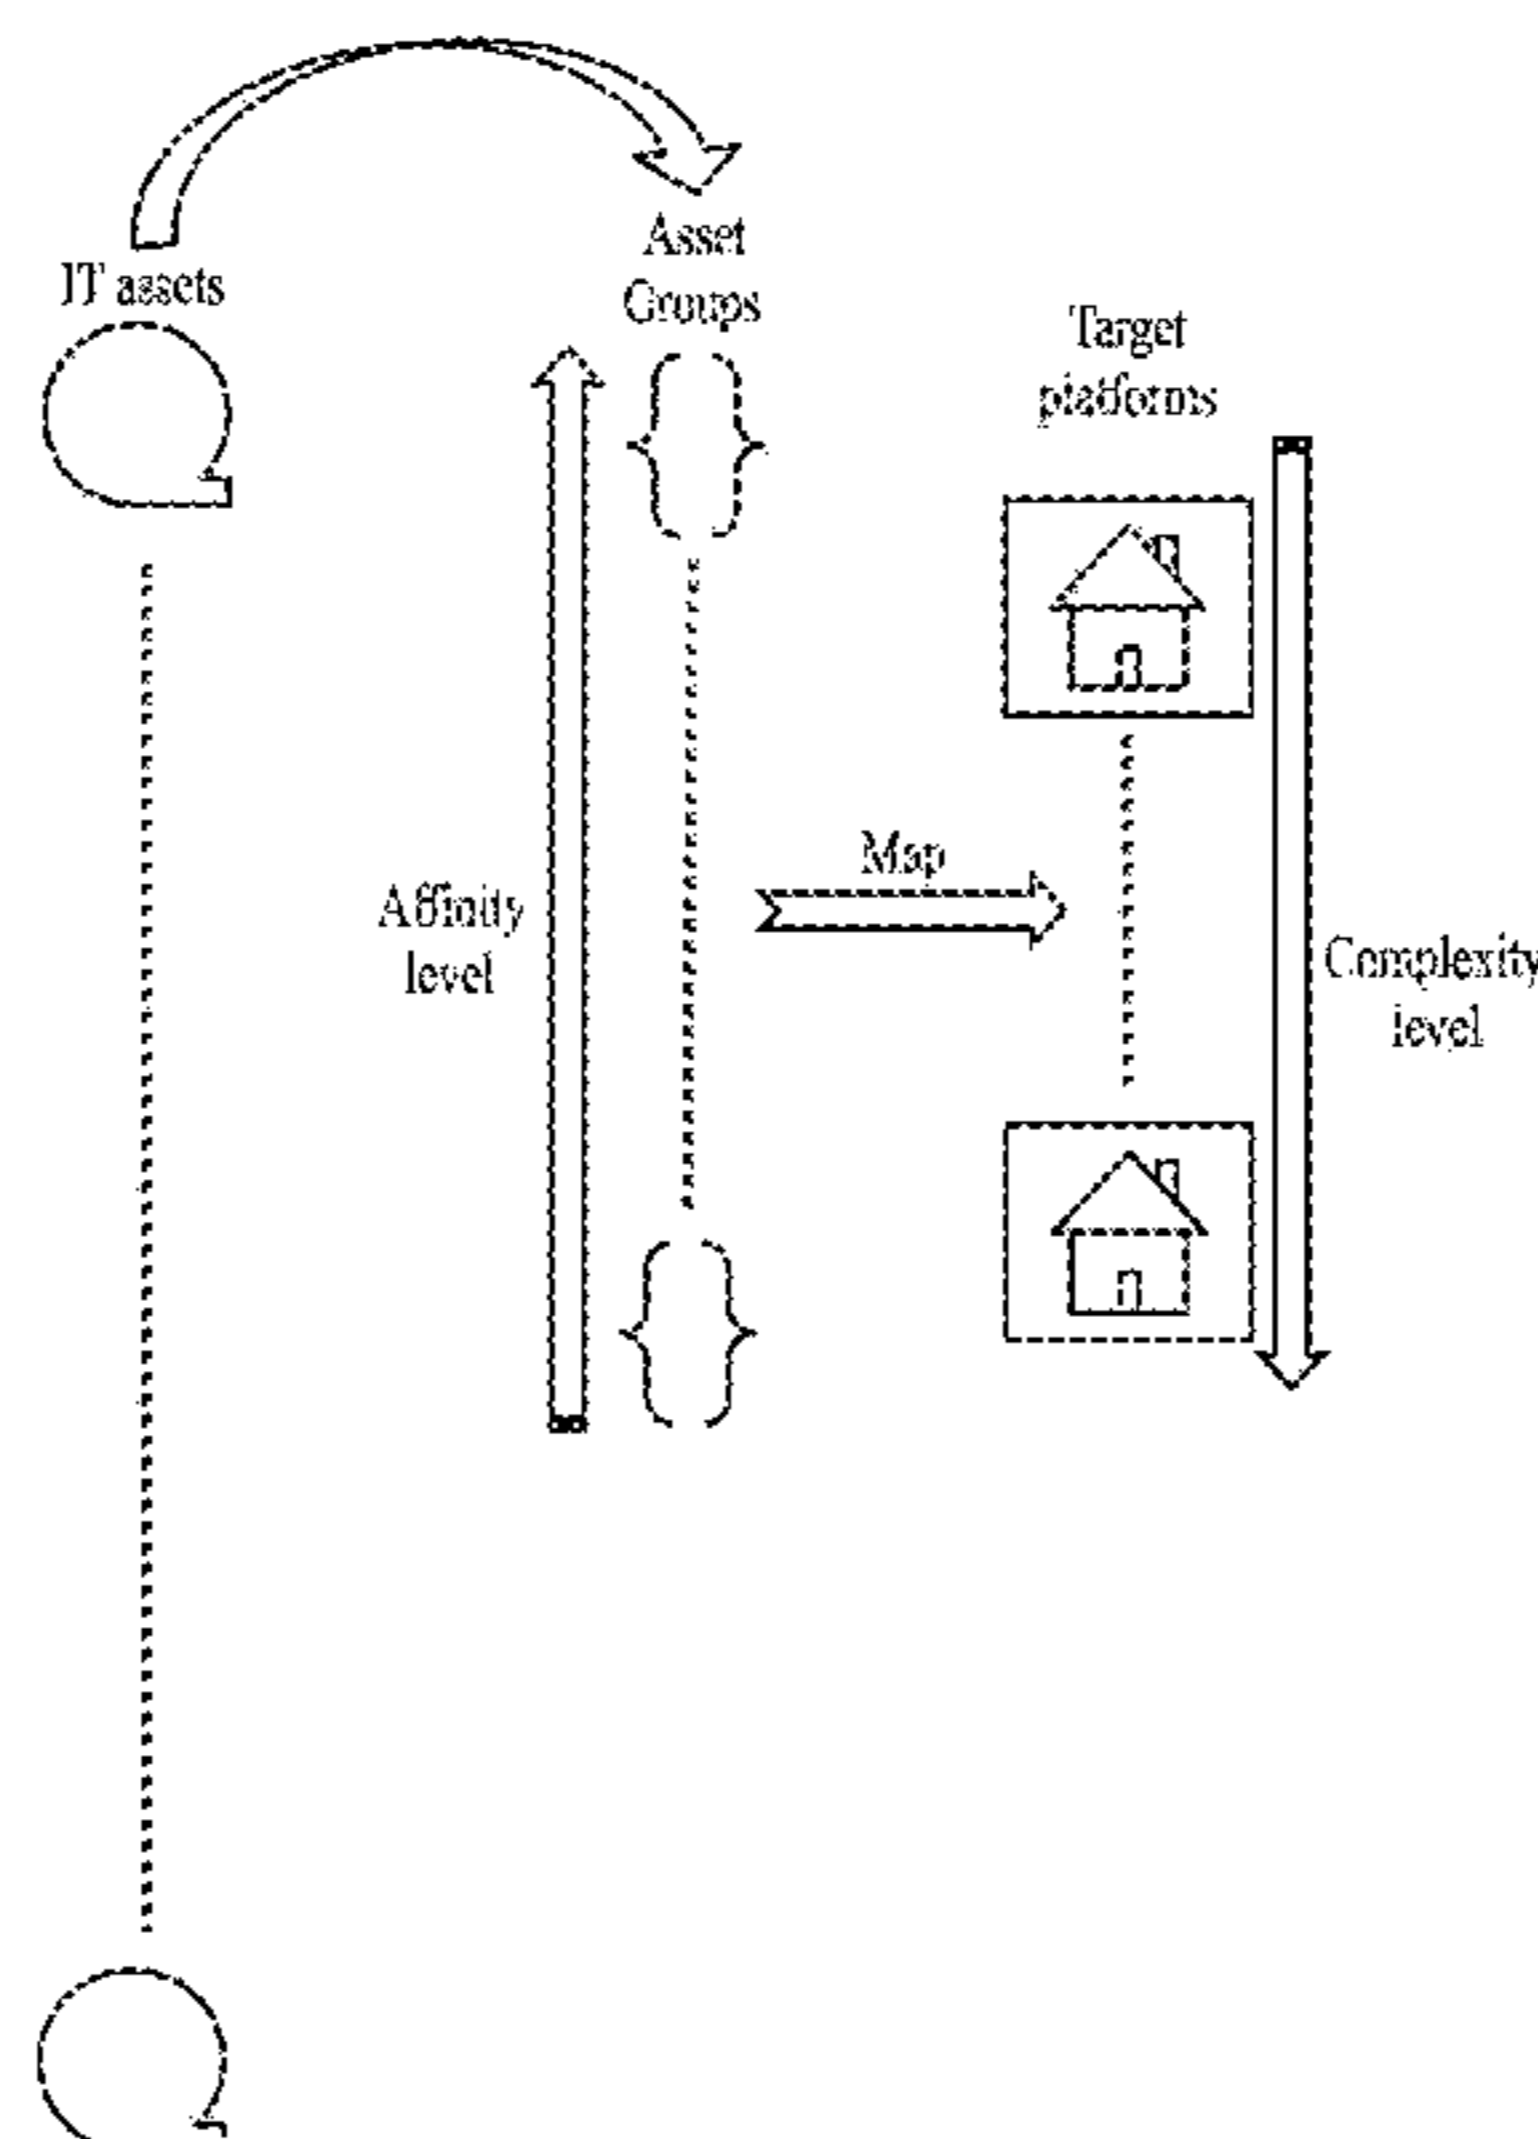 IT assets
Asset
Groups
Target
platforms
Map
Affinity
level
Complexity
level